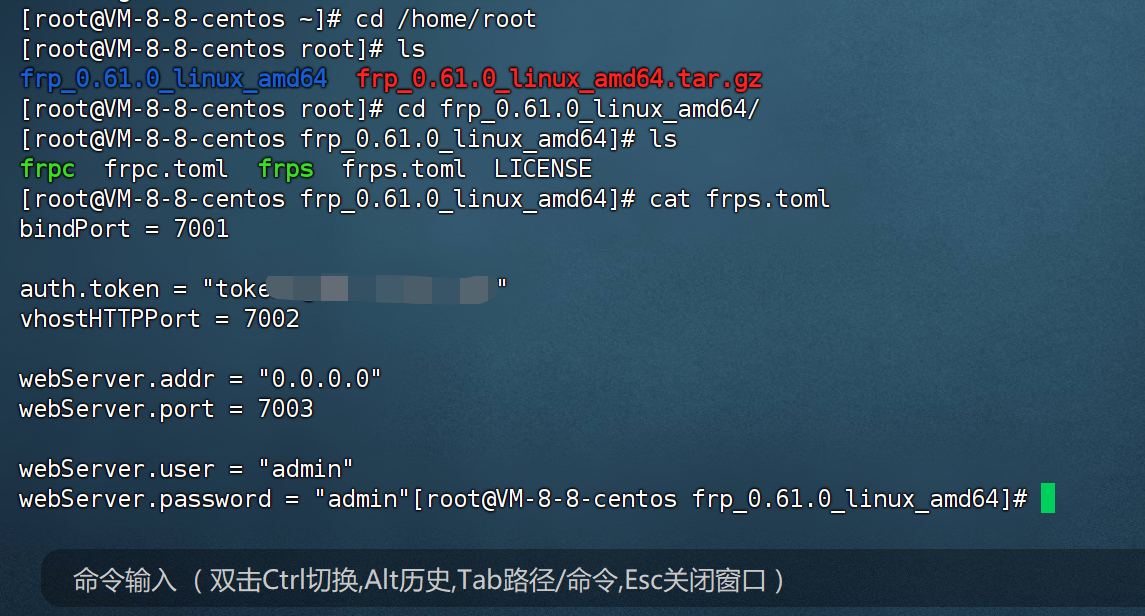 [root@VM-8-8-centos ~]# cd /home/root
[root@VM-8-8-centos root]# ls
frp_0.61.0_linux_amd64  frp_0.61.0_linux_amd64.tar.gz
[root@VM-8-8-centos root]# cd frp_0.61.0_linux_amd64/
[root@VM-8-8-centos frp_0.61.0_linux_amd64]# ls
frpc  frpc.toml  frps  frps.toml  LICENSE
[root@VM-8-8-centos frp_0.61.0_linux_amd64]# cat frps.toml
bindPort = 7001
auth.token = "toke "
vhostHTTPPort = 7002
webServer.addr = "0.0.0.0"
webServer.port = 7003
webServer.user = "admin"
webServer.password = "admin"[root@VM-8-8-centos frp_0.61.0_linux_amd64]#
命令输入 （ 双击Ctrl切换,Alt历史,Tab路径/命令,Esc关闭窗口 ）